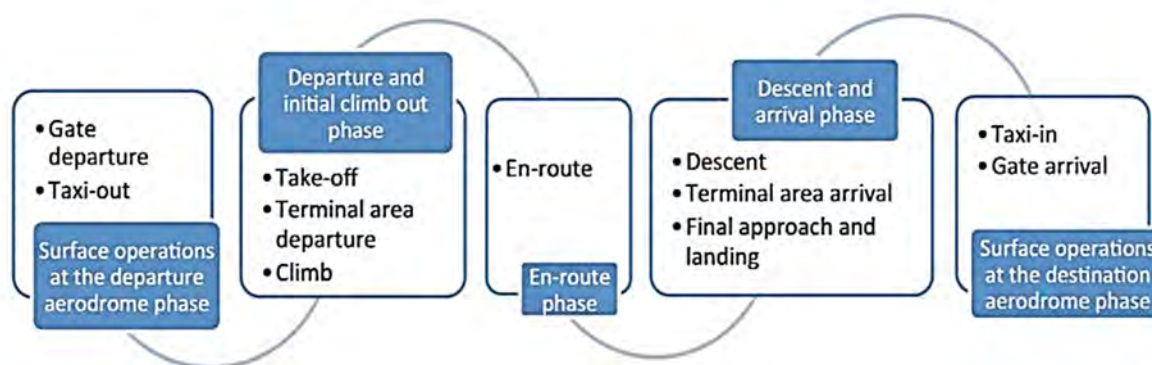 • Gate
departure
• Taxi-out
Surface operations
at the departure
aerodrome phase
Departure and
initial climb out
phase
• Take-off
• Terminal area
departure
• Climb
• En-route
En-route
phase
Descent and
arrival phase
• Descent
• Terminal area arrival
• Final approach and
landing
• Taxi-in
• Gate arrival
Surface operations
at the destination
aerodrome phase